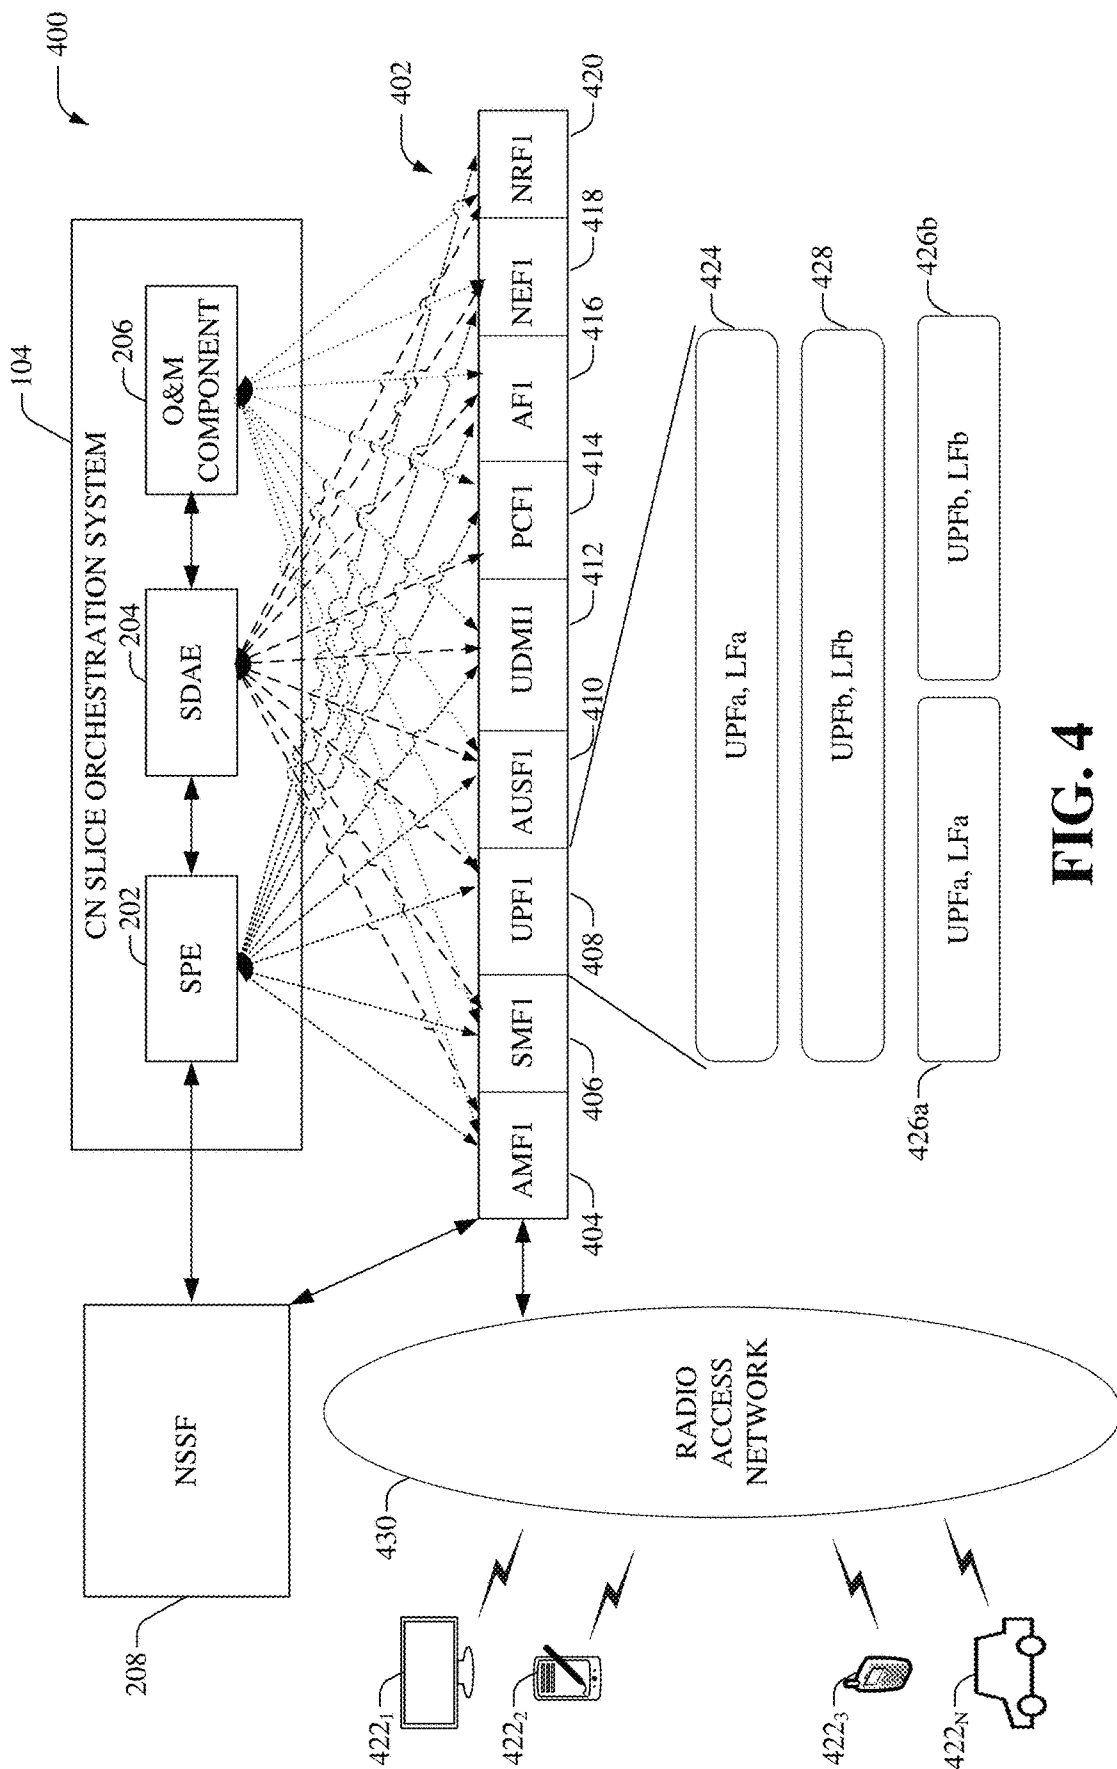 400
104
CN SLICE ORCHESTRATION SYSTEM
208
NSSF
202
SPE
204
SDAE
206
O&M
COMPONENT
402
AMF1
SMF1
UPF1
AUSF1
UDM11
PCF1
AF1
NEF1
NRF1
404
406
408
410
412
414
416
418
420
430
RADIO
ACCESS
NETWORK
422₁
422₂
422₃
422N
424
UPFa, LFa
428
UPFb, LFb
426a
UPFa, LFa
UPFb, LFb
426b
FIG. 4